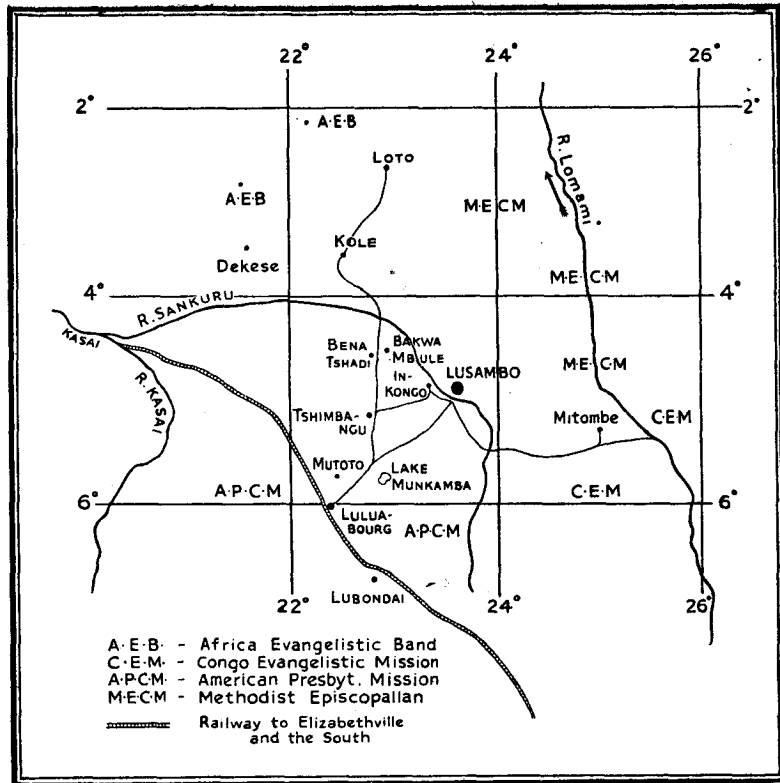 22°
24°
26°
2°
2°
A·E·B
LOTO
A·E·B
M·E·C·M
R. Lomami
KOLE
Dekese
M·E·C·M
4°
4°
R. SANKURU
KASAI
R. KASAI
BENA
TSHADI
BAKWA
MBULE
IN-
KONGO
LUSAMBO
M·E·C·M
TSHIMBA-
NGU
Mitombe
C·E·M
MUTOTO
LAKE
MUNKAMBA
A·P·C·M
C·E·M
6°
6°
LULUA-
BOURG
A·P·C·M
LUBONDAI
22°
24°
26°
A·E·B· - Africa Evangelistic Band
C·E·M· - Congo Evangelistic Mission
A·P·C·M - American Presbyt. Mission
M·E·C·M - Methodist Episcopallan
Railway to Elizabethville
and the South